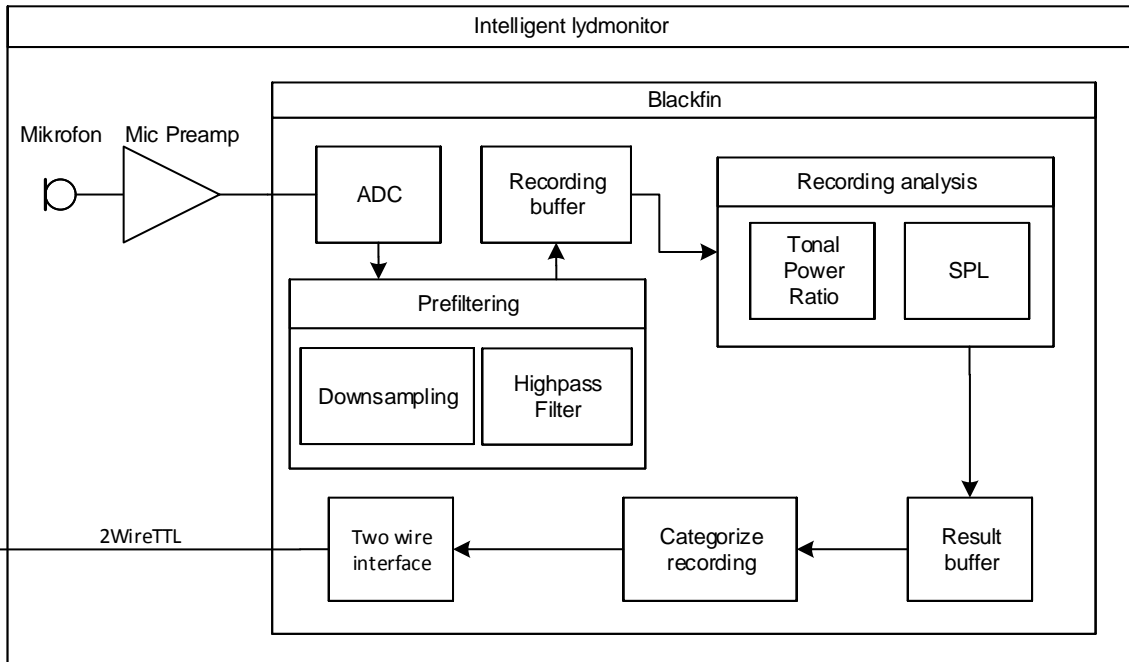 Intelligent lydmonitor
Blackfin
Mikrofon
Mic Preamp
ADC
Recording
buffer
Recording analysis
Tonal
Power
Ratio
SPL
Prefiltering
Downsampling
Highpass
Filter
2WireTTL
Two wire
interface
Categorize
recording
Result
buffer